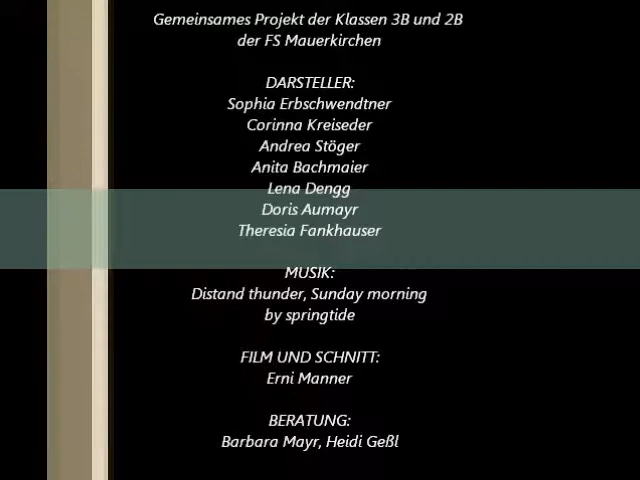 Gemeinsames Projekt der Klassen 3B und 2B
der FS Mauerkirchen
DARSTELLER:
Sophia Erbschwendtner
Corinna Kreiseder
Andrea Stöger
Anita Bachmaier
Lena Dengg
Doris Aumayr
Theresia Fankhauser
MUSIK:
Distand thunder, Sunday morning
by springtide
FILM UND SCHNITT:
Erni Manner
BERATUNG:
Barbara Mayr, Heidi Geßl